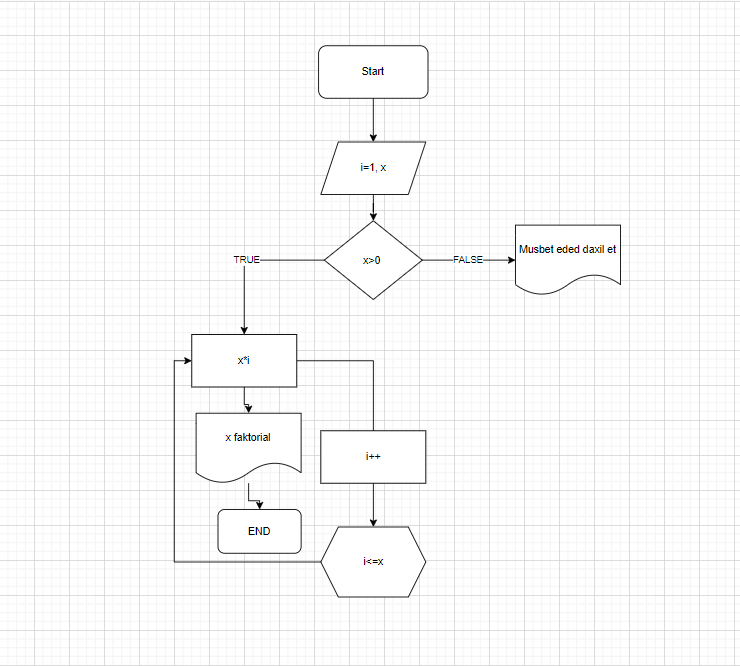 Start
i=1, x
x>0
TRUE
FALSE
Musbet eded daxil et
x*i
x faktorial
i++
END
i<=x